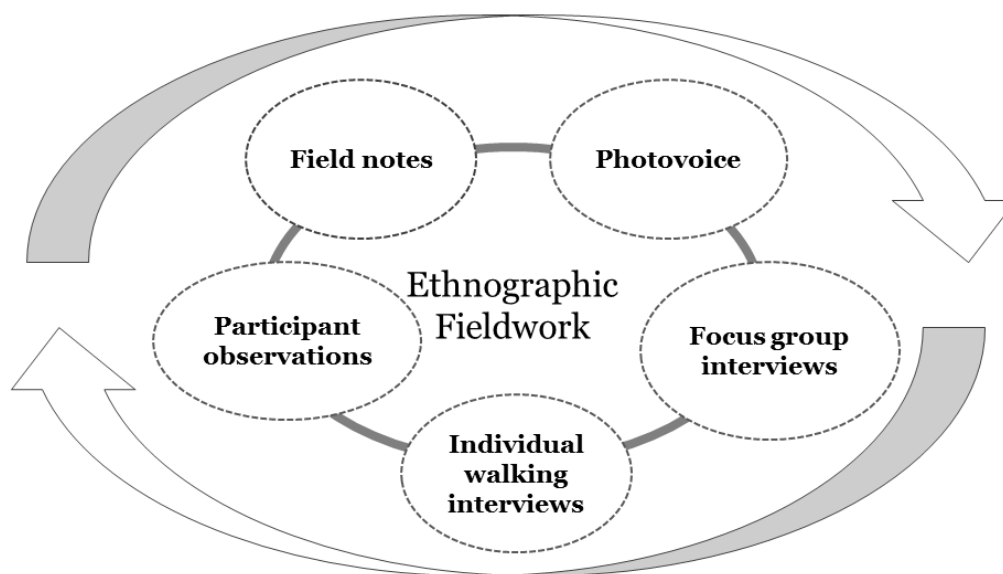 Field notes
Photovoice
Ethnographic
Fieldwork
Participant
observations
Focus group
interviews
Individual
walking
interviews